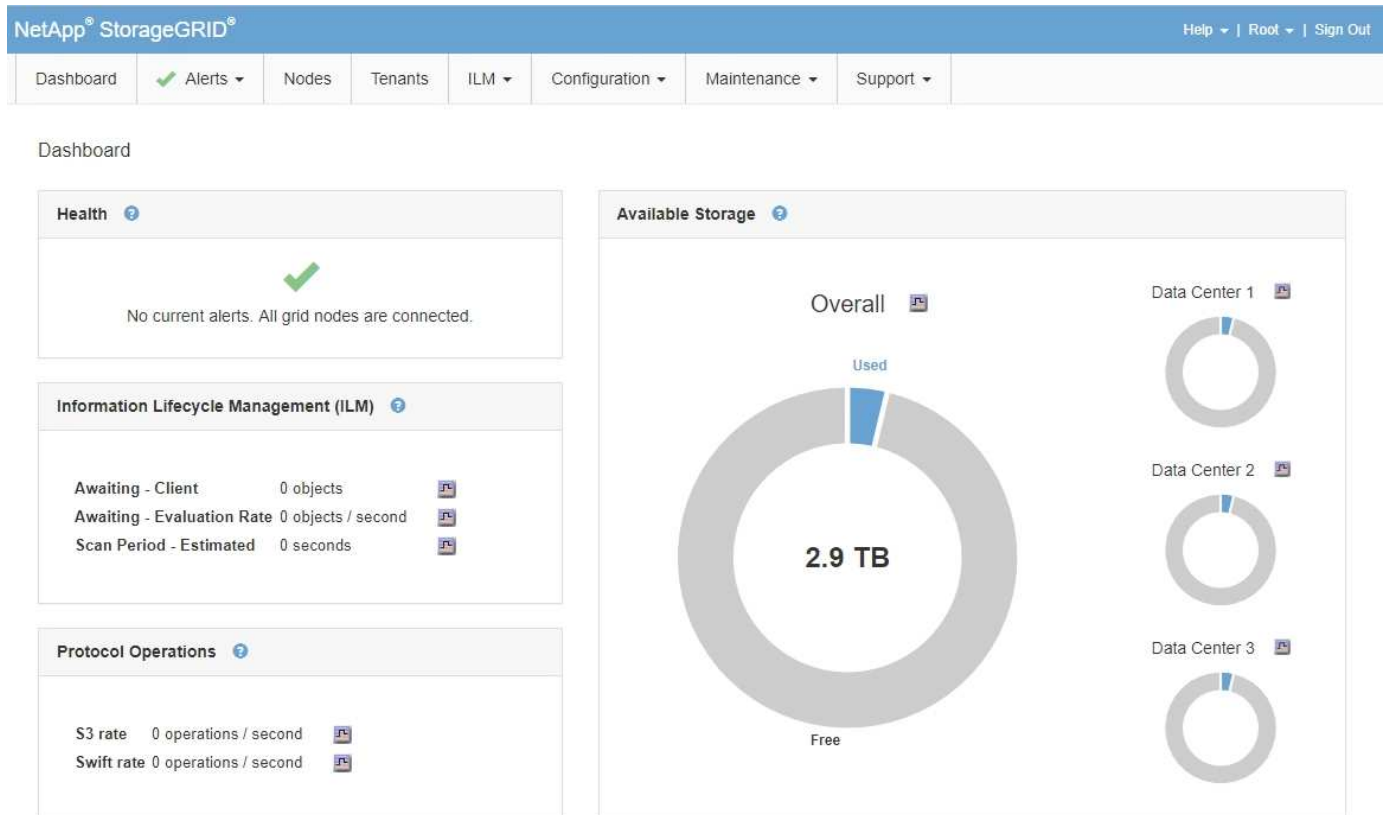 NetApp® StorageGRID®
Help | Root | Sign Out
Dashboard Alerts Nodes Tenants ILM Configuration Maintenance Support
Dashboard
Health
No current alerts. All grid nodes are connected.
Information Lifecycle Management (ILM)
Awaiting - Client 0 objects
Awaiting - Evaluation Rate 0 objects / second
Scan Period - Estimated 0 seconds
Protocol Operations
S3 rate 0 operations / second
Swift rate 0 operations / second
Available Storage
Overall
Used
2.9 TB
Free
Data Center 1
Data Center 2
Data Center 3